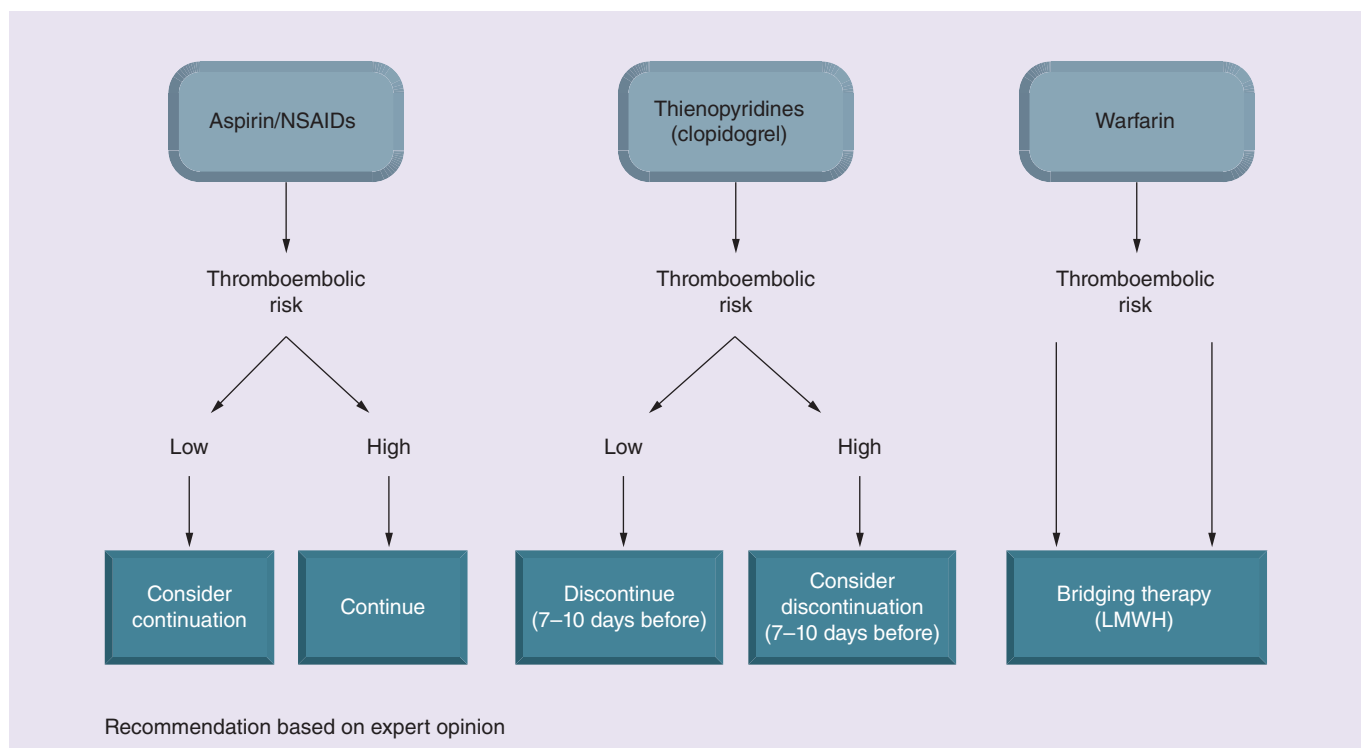 Aspirin/NSAIDs
Thienopyridines
(clopidogrel)
Warfarin
Thromboembolic
risk
Thromboembolic
risk
Thromboembolic
risk
Low
High
Low
High
Consider
continuation
Continue
Discontinue
(7–10 days before)
Consider
discontinuation
(7–10 days before)
Bridging therapy
(LMWH)
Recommendation based on expert opinion